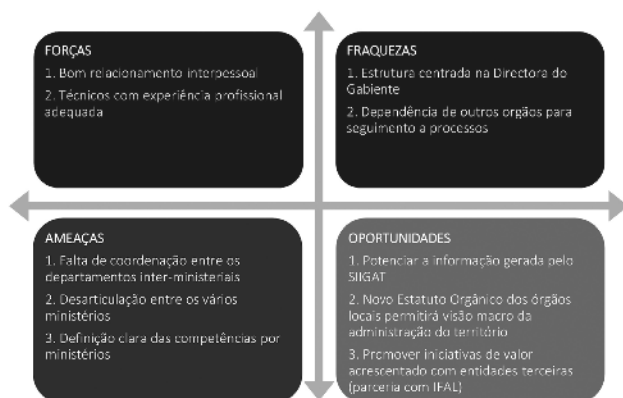 FORÇAS
1. Bom relacionamento interpessoal
2. Técnicos com experiência profissional
adequada
FRAQUEZAS
1. Estrutura centrada na Directora do
Gabiente
2. Dependência de outros orgãos para
seguimento a processos
AMEAÇAS
1. Falta de coordenação entre os
departamentos inter-ministeriais
2. Desarticulação entre os vários
ministérios
3. Definição clara das competências por
ministérios
OPORTUNIDADES
1. Potenciar a informação gerada pelo
SIIGAT
2. Novo Estatuto Orgânico dos órgãos
locais permitirá visão macro da
administração do território
3. Promover iniciativas de valor
acrescentado com entidades terceiras
(parceria com IFAL)